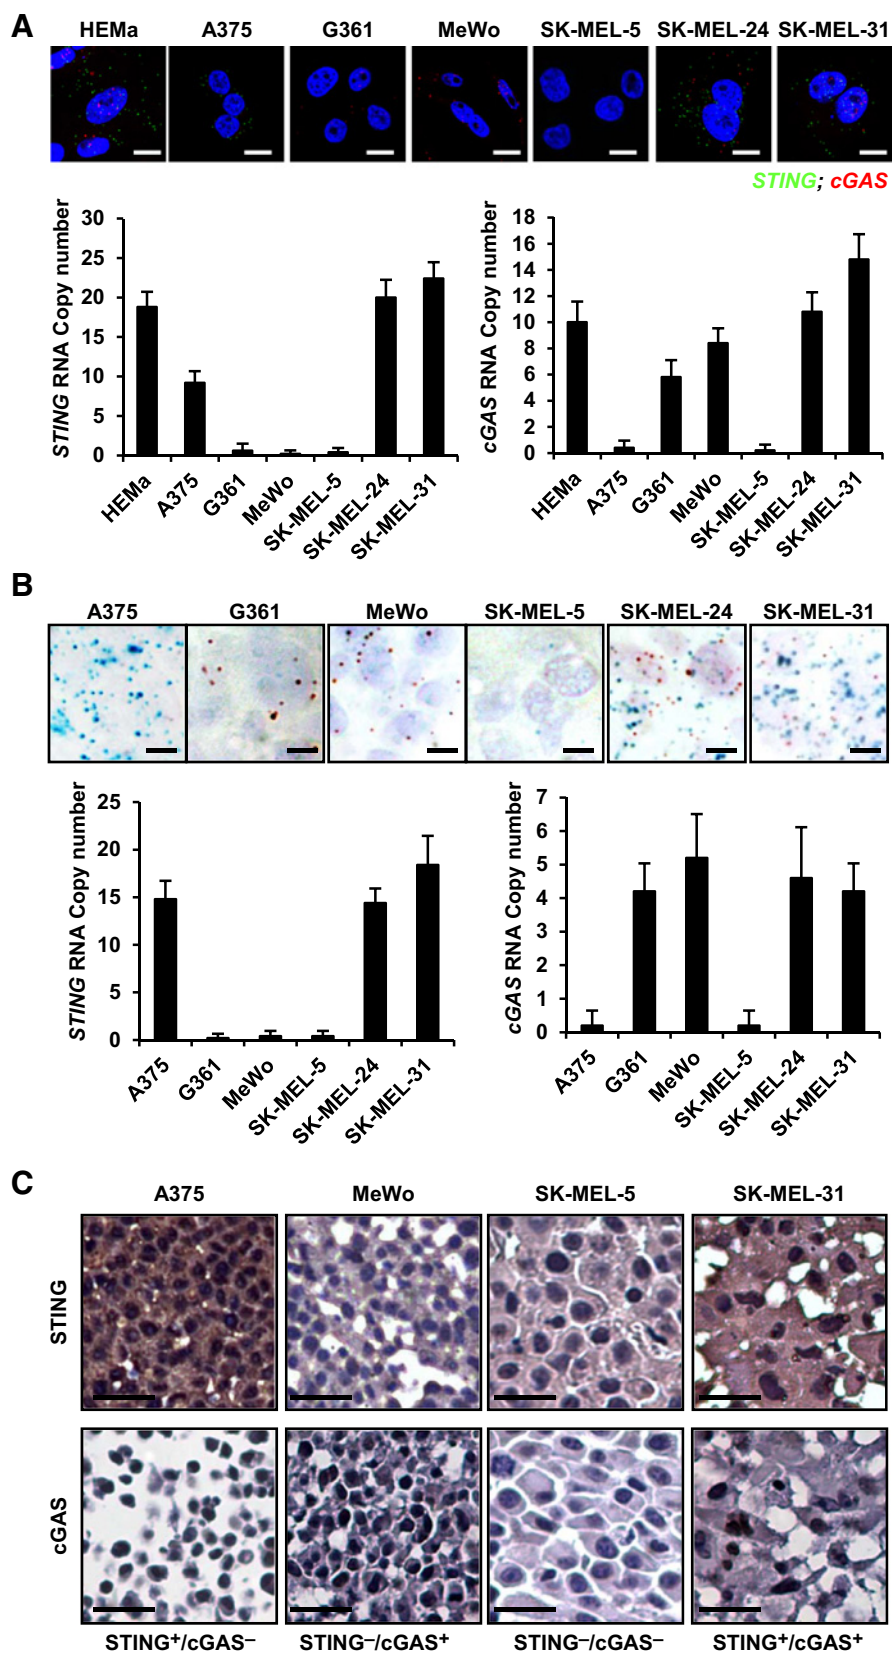 A
HEMa A375 G361 MeWo SK-MEL-5 SK-MEL-24 SK-MEL-31
STING; cGAS
STING RNA Copy number
30
25
20
15
10
5
0
HEMa
A375
G361
MeWo
SK-MEL-5
SK-MEL-24
SK-MEL-31
cGAS RNA Copy number
18
16
14
12
10
8
6
4
2
0
HEMa
A375
G361
MeWo
SK-MEL-5
SK-MEL-24
SK-MEL-31
B
A375 G361 MeWo SK-MEL-5 SK-MEL-24 SK-MEL-31
STING RNA Copy number
25
20
15
10
5
0
A375
G361
MeWo
SK-MEL-5
SK-MEL-24
SK-MEL-31
cGAS RNA Copy number
7
6
5
4
3
2
1
0
A375
G361
MeWo
SK-MEL-5
SK-MEL-24
SK-MEL-31
C
A375 MeWo SK-MEL-5 SK-MEL-31
STING
cGAS
STING⁺/cGAS⁻ STING⁻/cGAS⁺ STING⁻/cGAS⁻ STING⁺/cGAS⁺